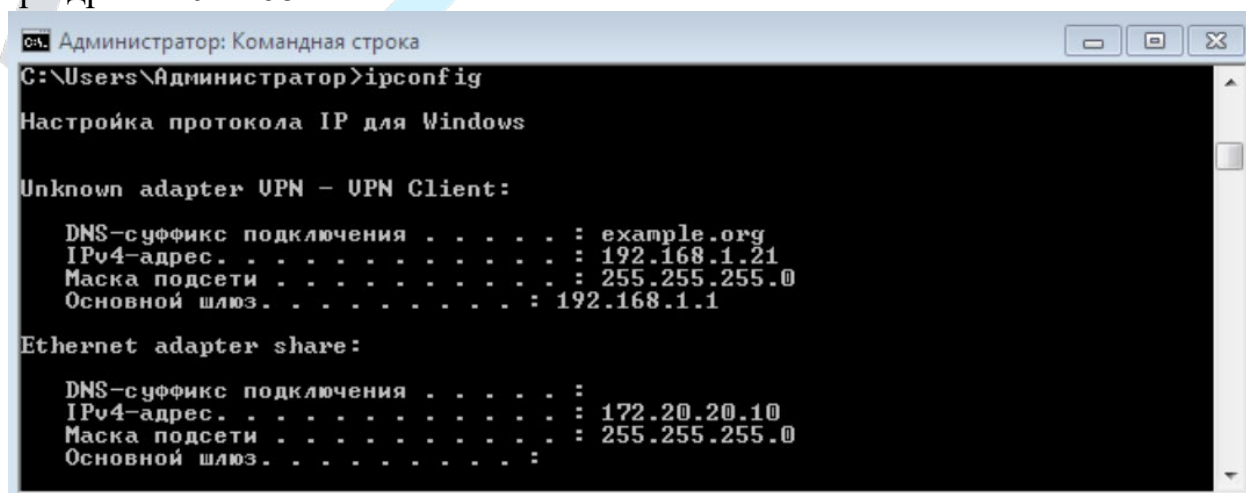 Администратор: Командная строка
C:\Users\Администратор>ipconfig
Настройка протокола IP для Windows
Unknown adapter VPN - VPN Client:
DNS-суффикс подключения . . . . . : example.org
IPv4-адрес. . . . . . . . . . . . : 192.168.1.21
Маска подсети . . . . . . . . . . : 255.255.255.0
Основной шлюз. . . . . . . . . : 192.168.1.1
Ethernet adapter share:
DNS-суффикс подключения . . . . . :
IPv4-адрес. . . . . . . . . . . . : 172.20.20.10
Маска подсети . . . . . . . . . . : 255.255.255.0
Основной шлюз. . . . . . . . . :